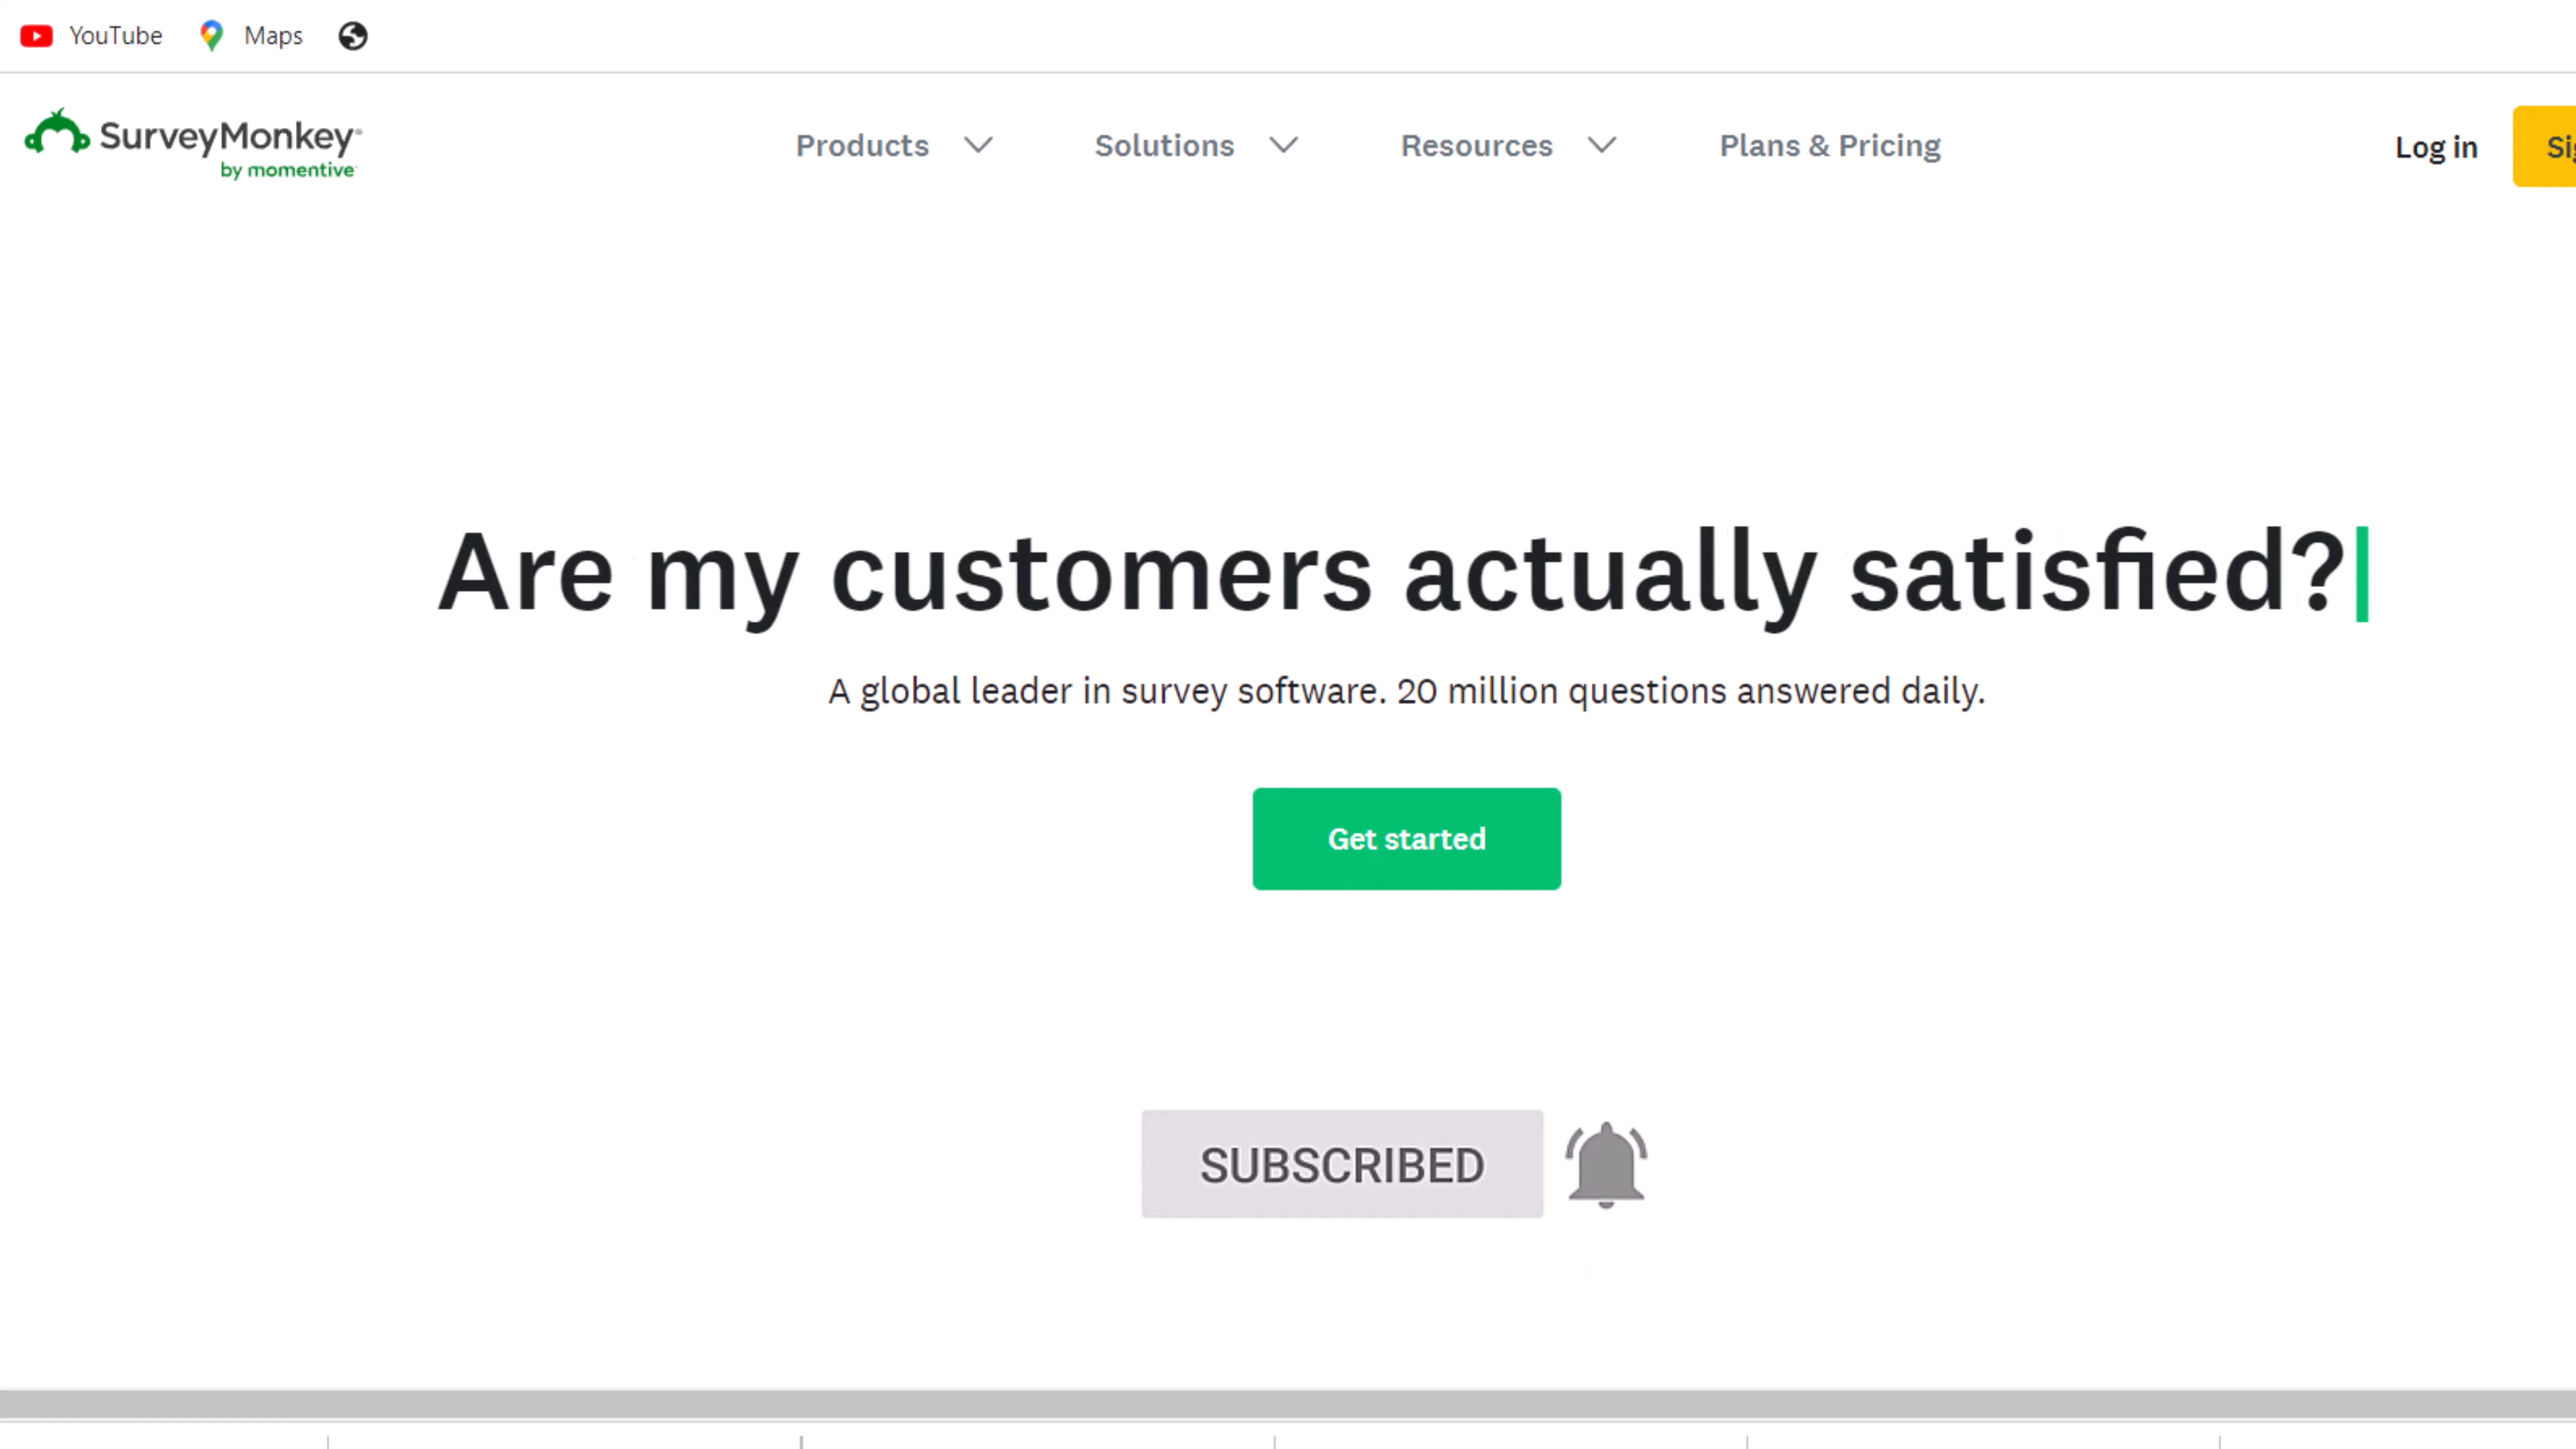 YouTube Maps
SurveyMonkey®
by momentive
Products Solutions Resources Plans & Pricing Log in
Are my customers actually satisfied?
A global leader in survey software. 20 million questions answered daily.
Get started
SUBSCRIBED